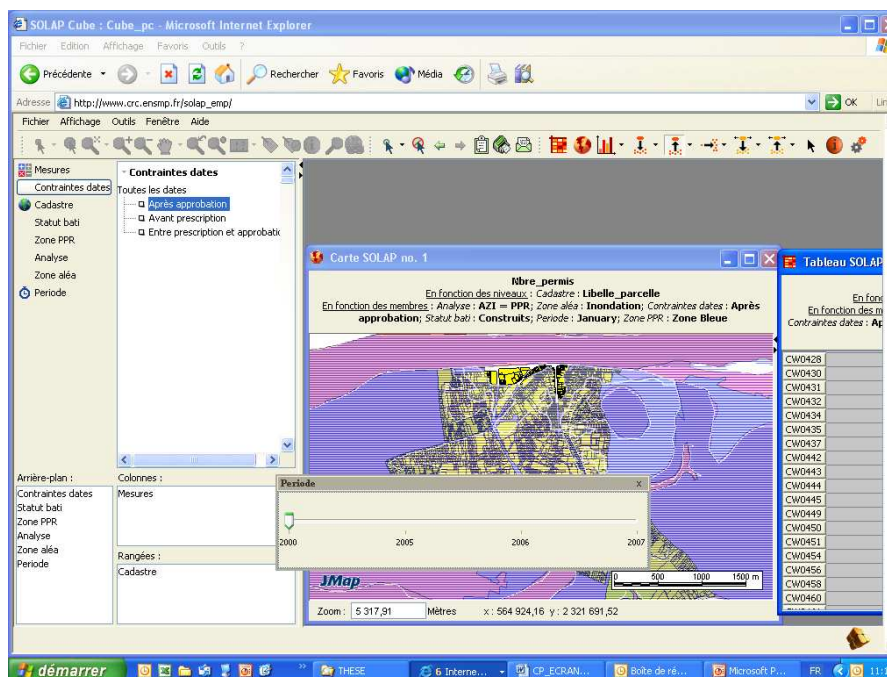 SOLAP Cube : Cube_pc - Microsoft Internet Explorer
Fichier Edition Affichage Favoris Outils ?
Précédente Rechercher Favoris Média
Adresse http://www.crc.ensmp.fr/solap_emp/ OK
Fichier Affichage Outils Fenêtre Aide
Mesures
Contraintes dates
Cadastre
Statut bati
Zone PPR
Analyse
Zone aléa
Periode
- Contraintes dates
Toutes les dates
Après approbation
Avant prescription
Entre prescription et approbatio
Carte SOLAP no. 1
Nbre_permis
En fonction des niveaux : Cadastre : Libelle_parcelle
En fonction des membres : Analyse : AZI = PPR; Zone aléa : Inondation; Contraintes dates : Après
approbation; Statut bati : Construits; Periode : January; Zone PPR : Zone Bleue
Tableau SOLAP
En fonc
En fonction des m
Contraintes dates : Ap
CW0428
CW0430
CW0431
CW0432
CW0434
CW0435
CW0437
CW0442
CW0443
CW0444
CW0445
CW0449
CW0450
CW0451
CW0454
CW0456
CW0458
CW0460
Arrière-plan :
Contraintes dates
Statut bati
Zone PPR
Analyse
Zone aléa
Periode
Colonnes :
Mesures
Rangées :
Cadastre
Periode x
2000 2005 2006 2007
JMap
0 500 1000 1500 m
Zoom : 5 317,91 Mètres x : 564 924,16 y : 2 321 691,52
démarrer THESE 6 Interne... CP_ECRAN... Boîte de ré... Microsoft P... FR 11:1